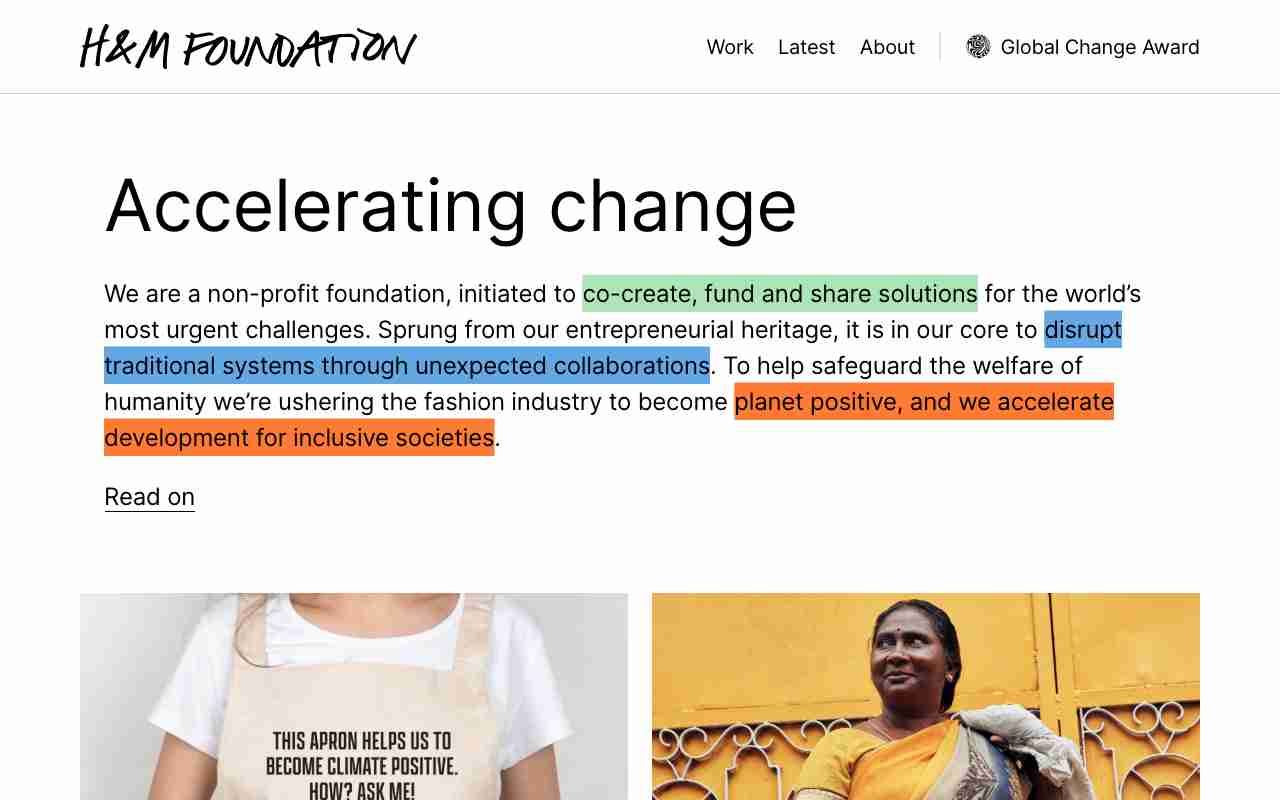 H&M FOUNDATION
Work Latest About Global Change Award
Accelerating change
We are a non-profit foundation, initiated to co-create, fund and share solutions for the world’s
most urgent challenges. Sprung from our entrepreneurial heritage, it is in our core to disrupt
traditional systems through unexpected collaborations. To help safeguard the welfare of
humanity we’re ushering the fashion industry to become planet positive, and we accelerate
development for inclusive societies.
Read on
THIS APRON HELPS US TO
BECOME CLIMATE POSITIVE.
HOW? ASK ME!